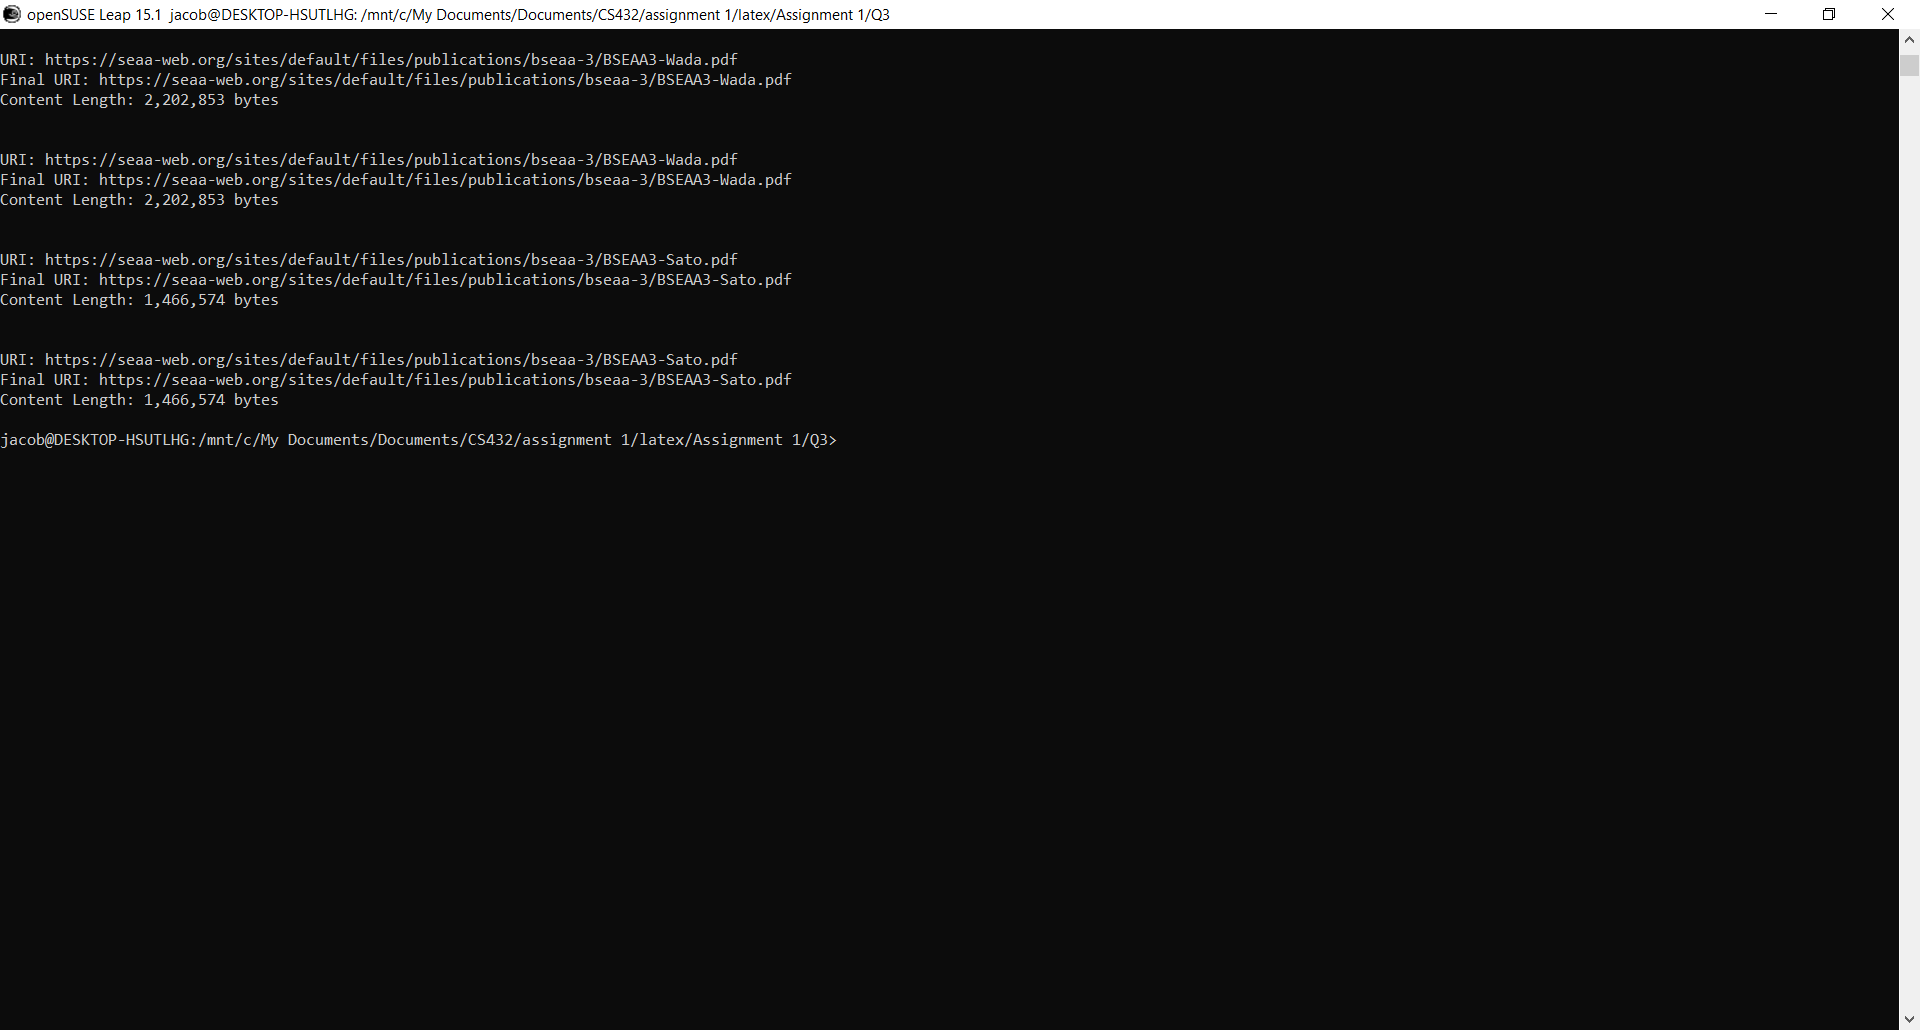 openSUSE Leap 15.1  jacob@DESKTOP-HSUTLHG: /mnt/c/My Documents/Documents/CS432/assignment 1/latex/Assignment 1/Q3
URI: https://seaa-web.org/sites/default/files/publications/bseaa-3/BSEAA3-Wada.pdf
Final URI: https://seaa-web.org/sites/default/files/publications/bseaa-3/BSEAA3-Wada.pdf
Content Length: 2,202,853 bytes
URI: https://seaa-web.org/sites/default/files/publications/bseaa-3/BSEAA3-Wada.pdf
Final URI: https://seaa-web.org/sites/default/files/publications/bseaa-3/BSEAA3-Wada.pdf
Content Length: 2,202,853 bytes
URI: https://seaa-web.org/sites/default/files/publications/bseaa-3/BSEAA3-Sato.pdf
Final URI: https://seaa-web.org/sites/default/files/publications/bseaa-3/BSEAA3-Sato.pdf
Content Length: 1,466,574 bytes
URI: https://seaa-web.org/sites/default/files/publications/bseaa-3/BSEAA3-Sato.pdf
Final URI: https://seaa-web.org/sites/default/files/publications/bseaa-3/BSEAA3-Sato.pdf
Content Length: 1,466,574 bytes
jacob@DESKTOP-HSUTLHG:/mnt/c/My Documents/Documents/CS432/assignment 1/latex/Assignment 1/Q3>